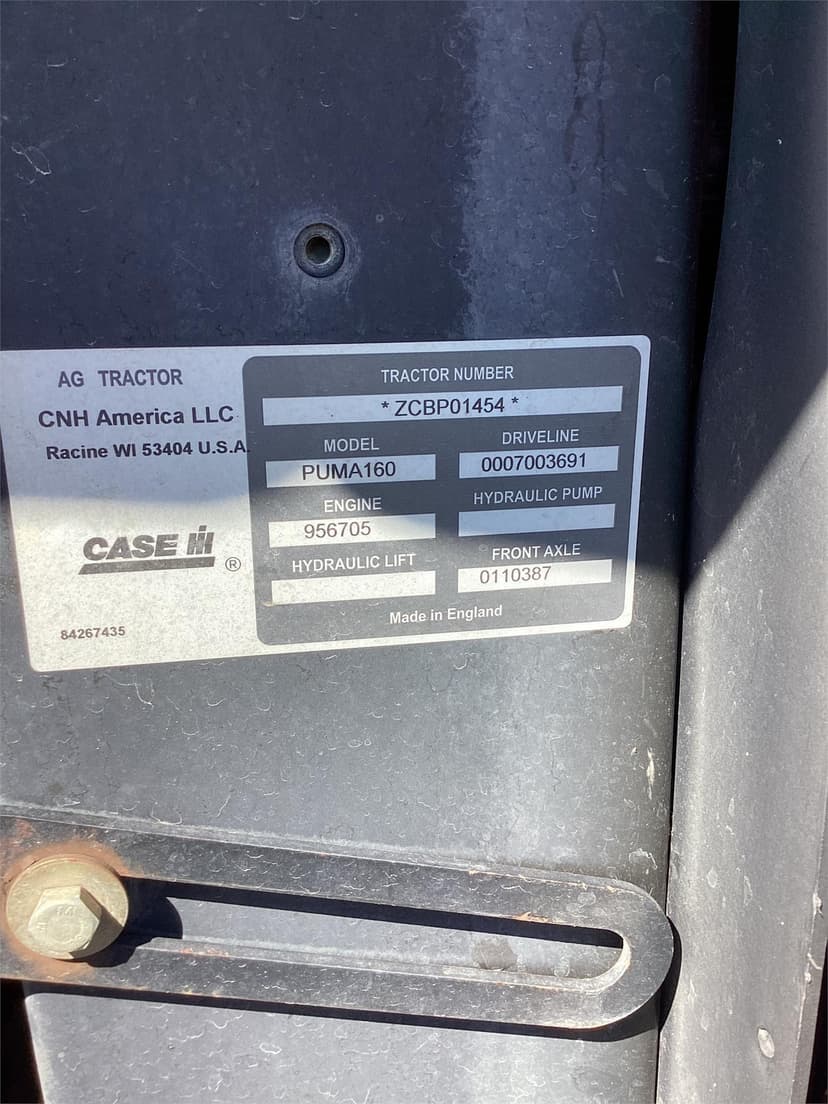 AG TRACTOR
CNH America LLC
Racine WI 53404 U.S.A.
CASE IH ®
84267435
TRACTOR NUMBER
* ZCBP01454 *
MODEL
PUMA160
DRIVELINE
0007003691
ENGINE
956705
HYDRAULIC PUMP
HYDRAULIC LIFT
FRONT AXLE
0110387
Made in England